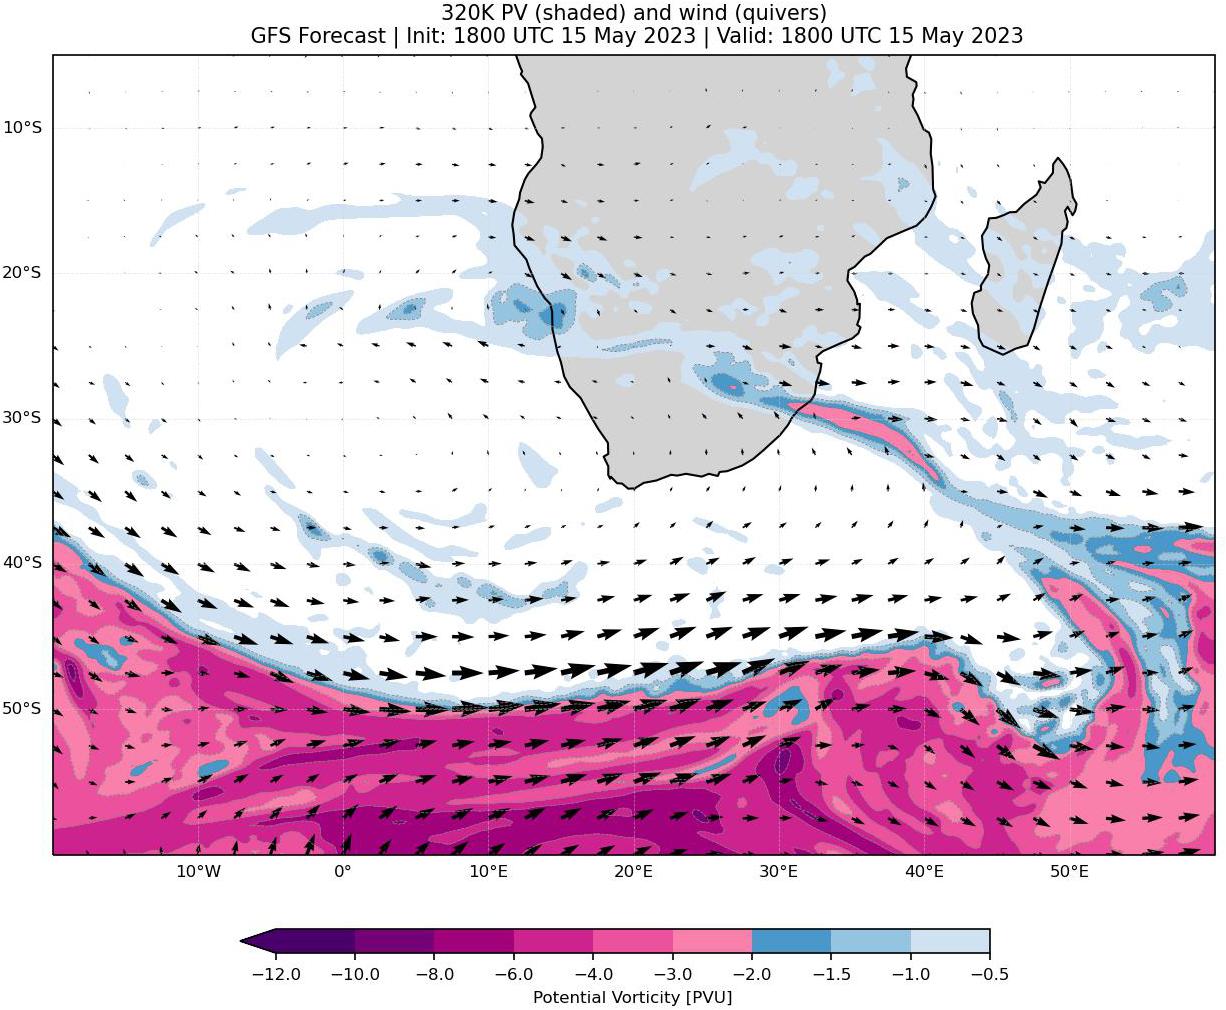 320K PV (shaded) and wind (quivers)
GFS Forecast | Init: 1800 UTC 15 May 2023 | Valid: 1800 UTC 15 May 2023
10°S
20°S
30°S
40°S
50°S
10°W 0° 10°E 20°E 30°E 40°E 50°E
−12.0 −10.0 −8.0 −6.0 −4.0 −3.0 −2.0 −1.5 −1.0 −0.5
Potential Vorticity [PVU]